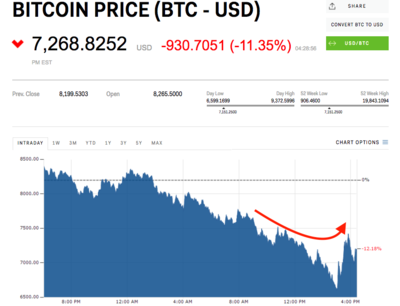 BITCOIN PRICE (BTC - USD)
SHARE
CONVERT BTC TO USD
USD/BTC
7,268.8252 USD -930.7051 (-11.35%) 04:28:56
PM EST
Prev. Close 8,199.5303 Open 8,265.5000
Day Low Day High 52 Week Low 52 Week High
6,599.1699 9,372.5996 906.4600 19,843.1094
7,151.2500 7,151.2500
INTRADAY 1W 3M YTD 1Y 3Y 5Y MAX CHART OPTIONS
8500.00
8000.00
7500.00
7000.00
6500.00
0%
-12.18%
8:00 PM 12:00 AM 4:00 AM 8:00 AM 12:00 PM 4:00 PM